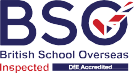 BSO
British School Overseas
Inspected DfE Accredited